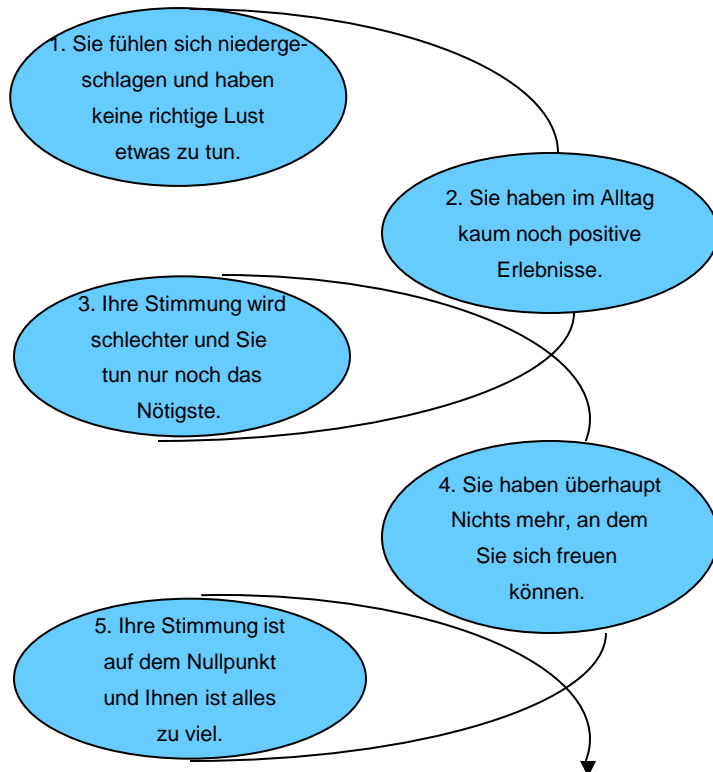 1. Sie fühlen sich niederge-
schlagen und haben
keine richtige Lust
etwas zu tun.
2. Sie haben im Alltag
kaum noch positive
Erlebnisse.
3. Ihre Stimmung wird
schlechter und Sie
tun nur noch das
Nötigste.
4. Sie haben überhaupt
Nichts mehr, an dem
Sie sich freuen
können.
5. Ihre Stimmung ist
auf dem Nullpunkt
und Ihnen ist alles
zu viel.